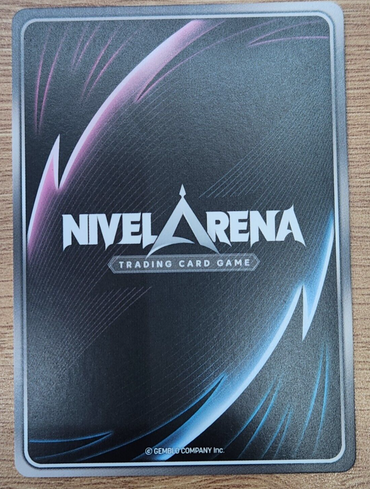 NIVEL ARENA
TRADING CARD GAME
© GEMBLO COMPANY Inc.